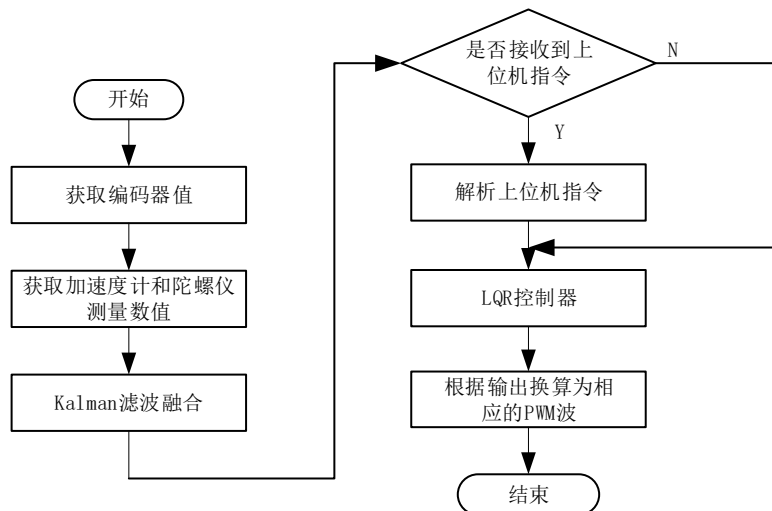 开始
获取编码器值
获取加速度计和陀螺仪
测量数值
Kalman滤波融合
是否接收到上
位机指令
N
Y
解析上位机指令
LQR控制器
根据输出换算为相
应的PWM波
结束